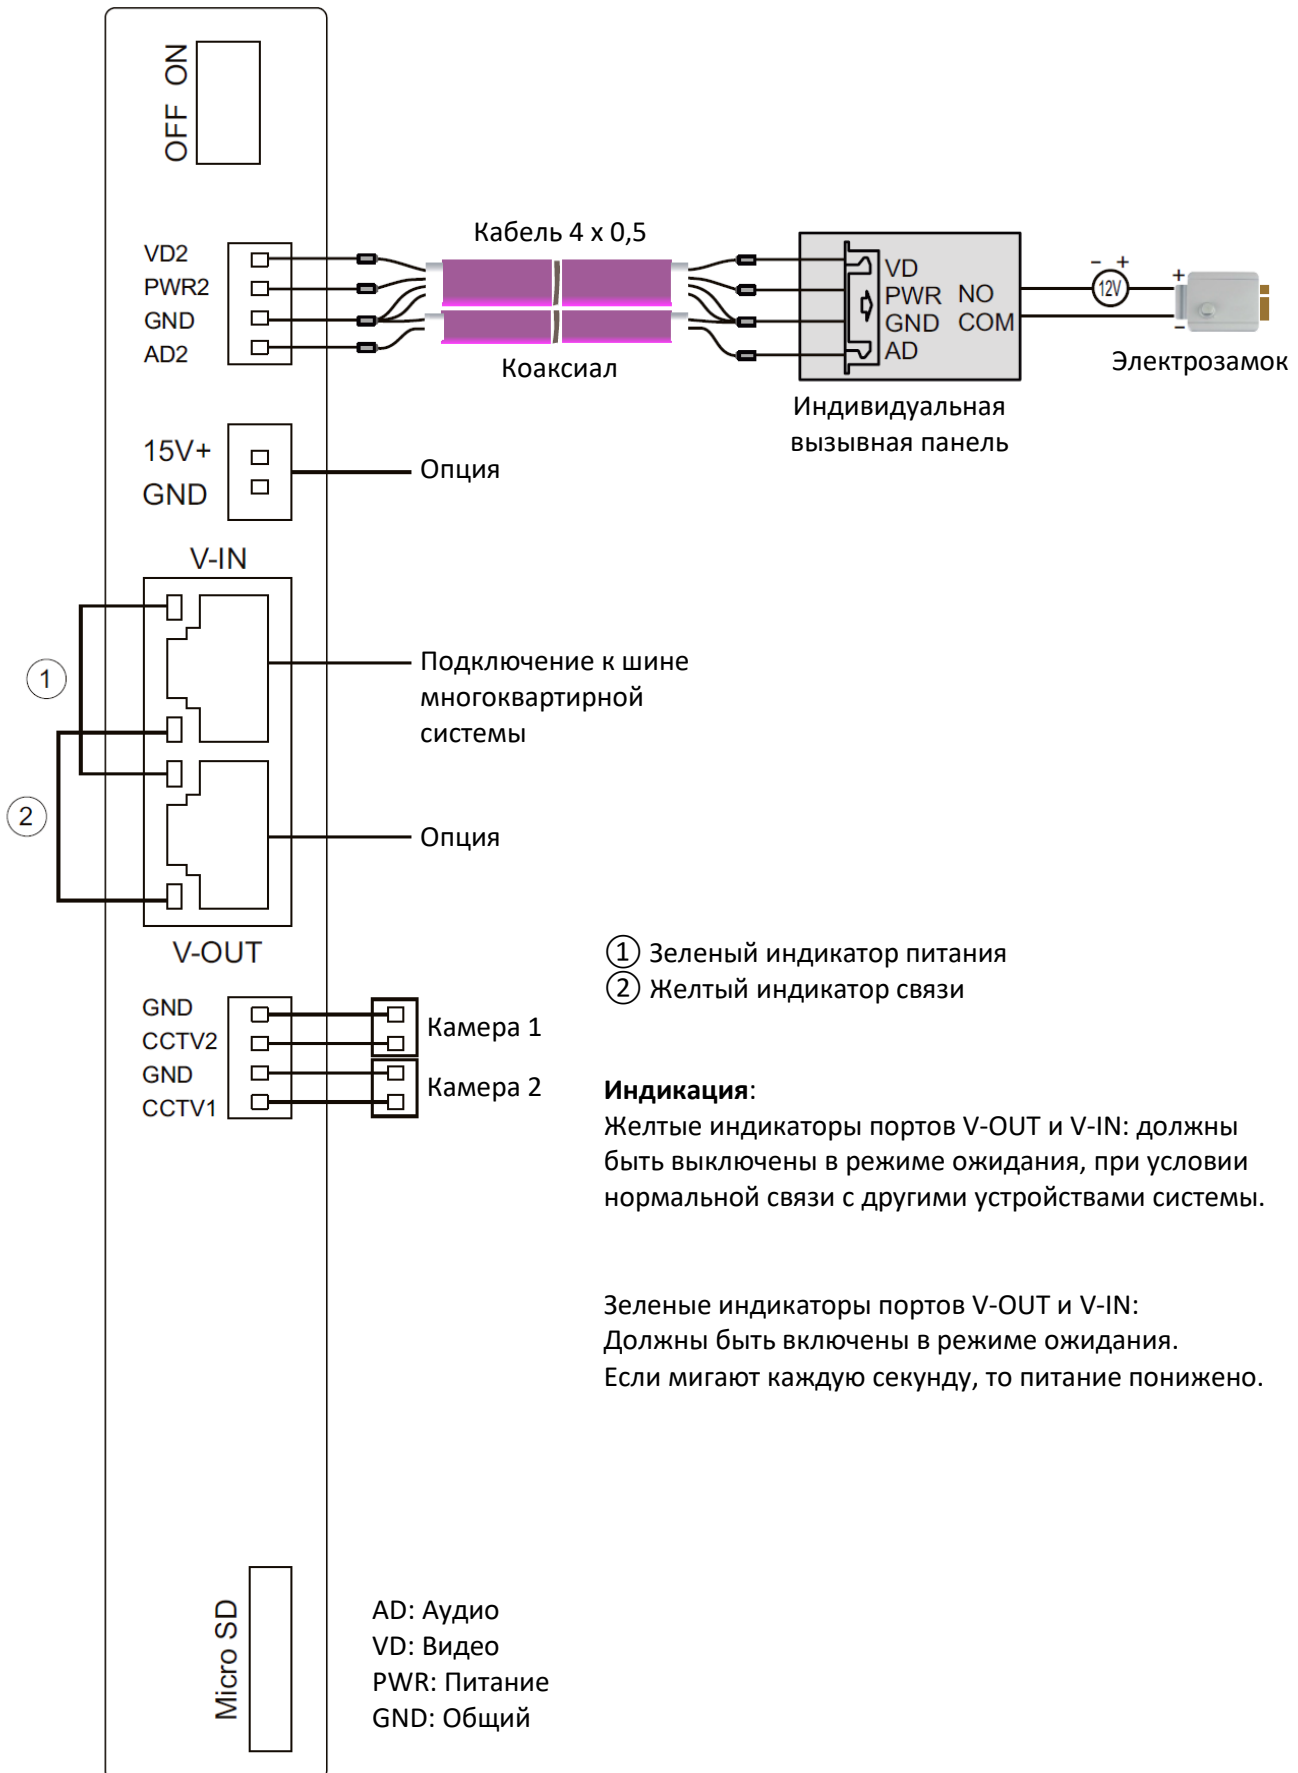 OFF ON
Кабель 4 х 0,5
VD2
PWR2
GND
AD2
VD
PWR NO
GND COM
AD
- +
12V
+
-
Коаксиал
Электрозамок
Индивидуальная
вызывная панель
15V+
GND
Опция
V-IN
1
Подключение к шине
многоквартирной
системы
2
Опция
V-OUT
1 Зеленый индикатор питания
2 Желтый индикатор связи
GND
CCTV2
GND
CCTV1
Камера 1
Камера 2
Индикация:
Желтые индикаторы портов V-OUT и V-IN: должны
быть выключены в режиме ожидания, при условии
нормальной связи с другими устройствами системы.
Зеленые индикаторы портов V-OUT и V-IN:
Должны быть включены в режиме ожидания.
Если мигают каждую секунду, то питание понижено.
Micro SD
AD: Аудио
VD: Видео
PWR: Питание
GND: Общий